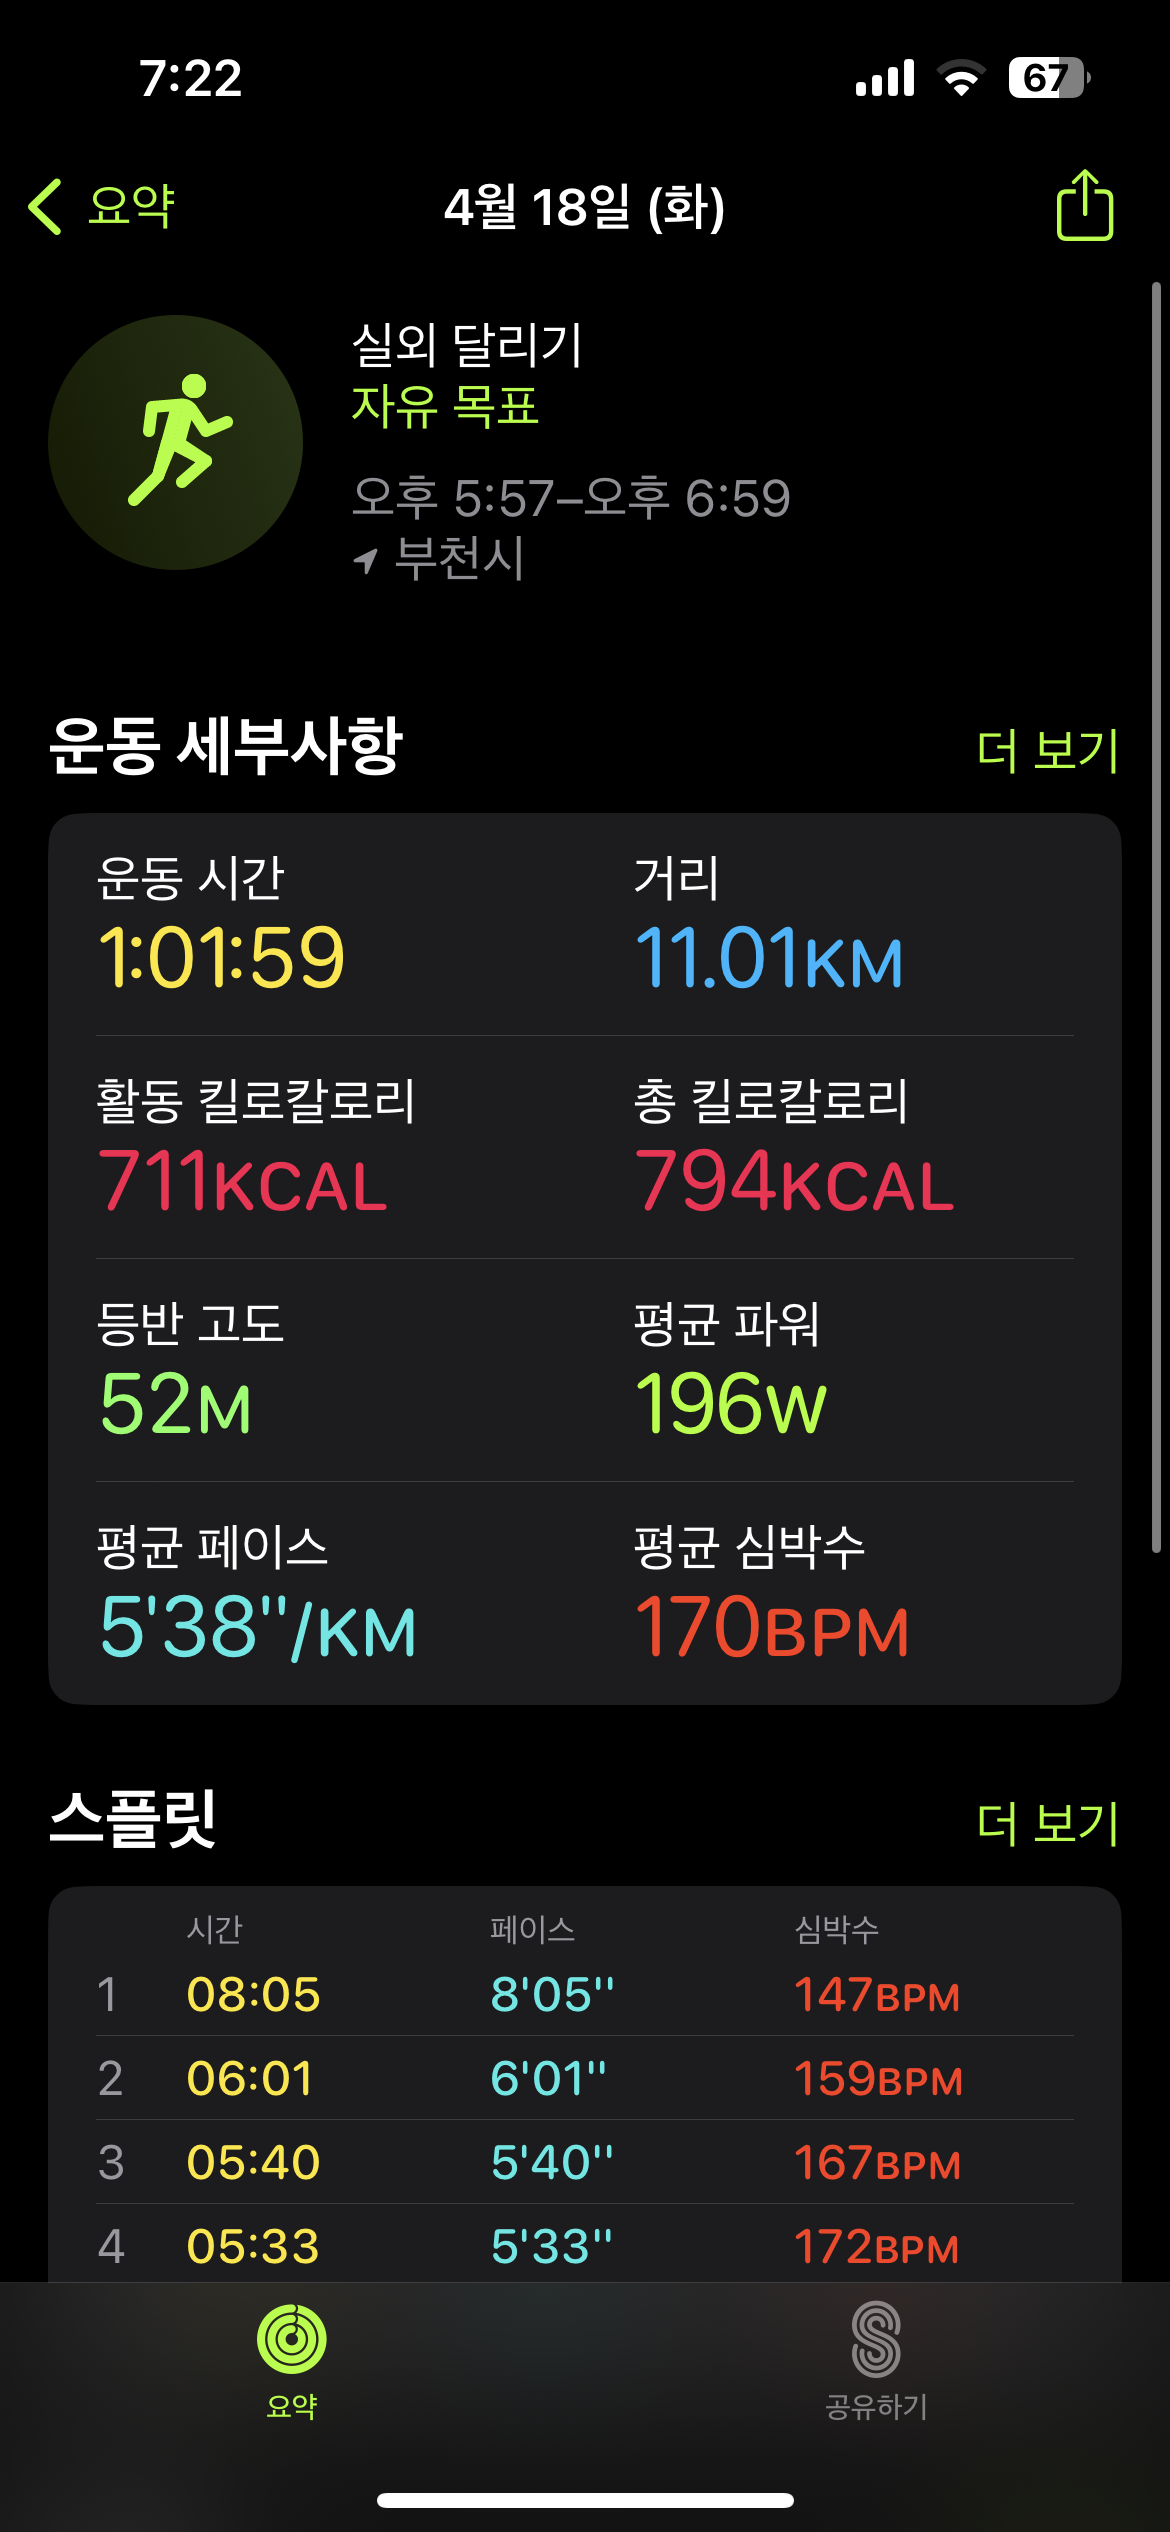 7:22
67
요약
4월 18일 (화)
실외 달리기
자유 목표
오후 5:57–오후 6:59
부천시
운동 세부사항
더 보기
운동 시간 거리
1:01:59 11.01KM
활동 킬로칼로리 총 킬로칼로리
711KCAL 794KCAL
등반 고도 평균 파워
52M 196W
평균 페이스 평균 심박수
5'38"/KM 170BPM
스플릿
더 보기
시간 페이스 심박수
1 08:05 8'05'' 147BPM
2 06:01 6'01'' 159BPM
3 05:40 5'40'' 167BPM
4 05:33 5'33'' 172BPM
요약 공유하기